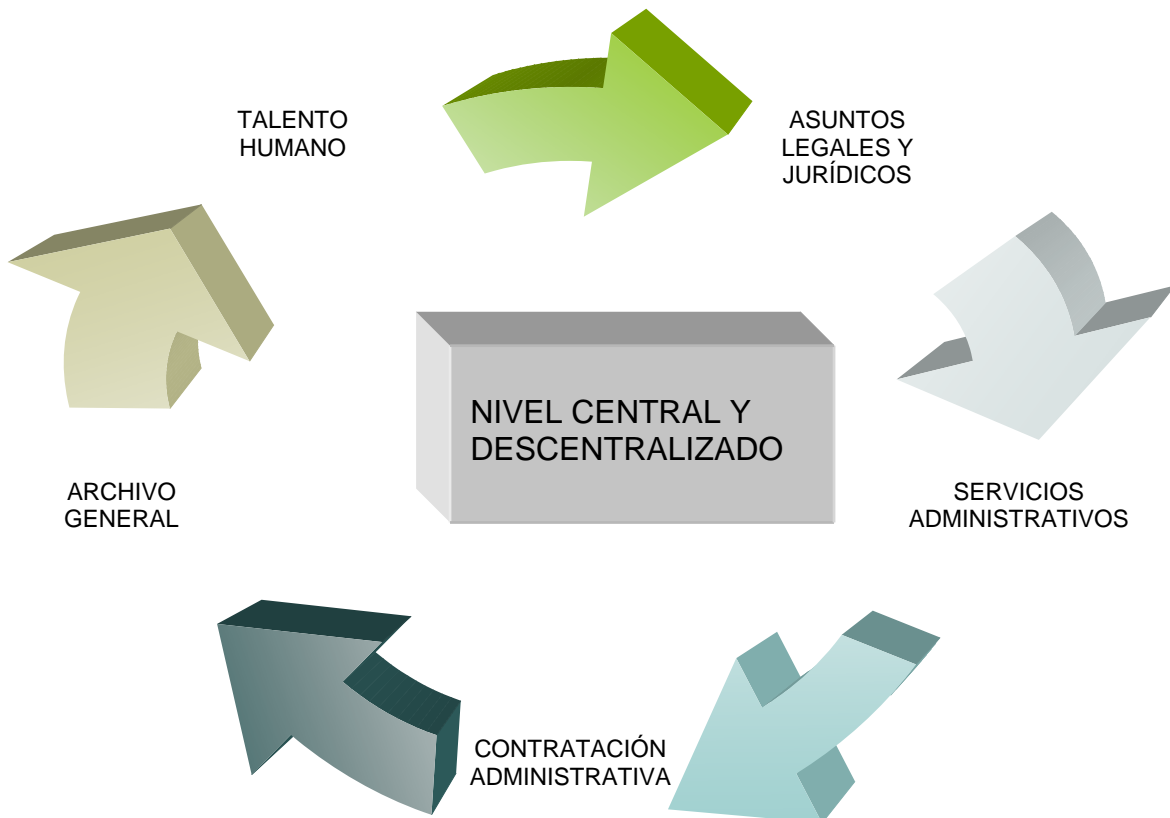 TALENTO
HUMANO
ASUNTOS
LEGALES Y
JURÍDICOS
NIVEL CENTRAL Y
DESCENTRALIZADO
ARCHIVO
GENERAL
SERVICIOS
ADMINISTRATIVOS
CONTRATACIÓN
ADMINISTRATIVA